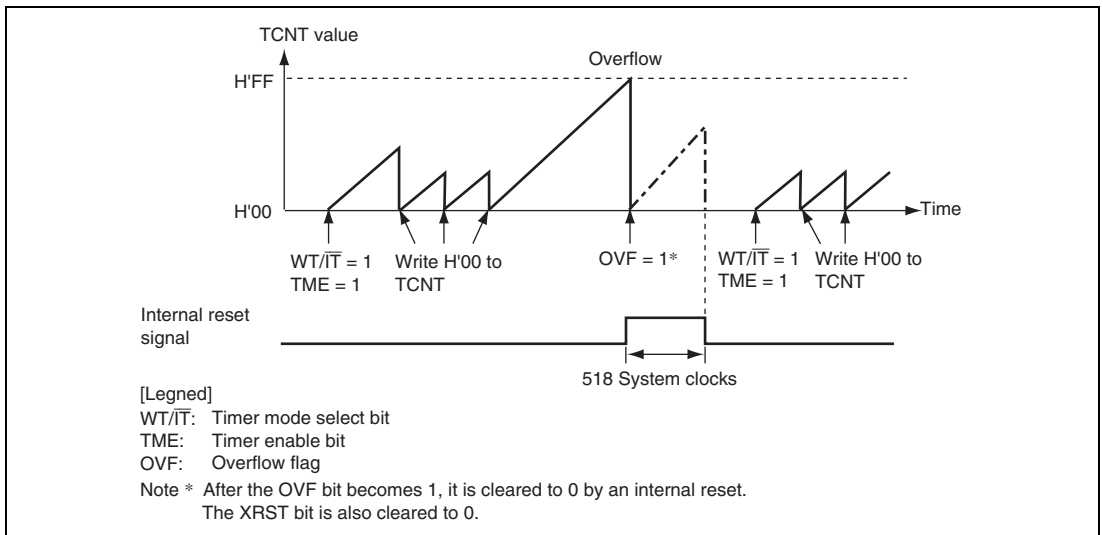 TCNT value
Overflow
H'FF
H'00
Time
WT/I̅T̅ = 1
TME = 1
Write H'00 to
TCNT
OVF = 1*
WT/I̅T̅ = 1
TME = 1
Write H'00 to
TCNT
Internal reset
signal
518 System clocks
[Legned]
WT/I̅T̅: Timer mode select bit
TME: Timer enable bit
OVF: Overflow flag
Note * After the OVF bit becomes 1, it is cleared to 0 by an internal reset.
The XRST bit is also cleared to 0.